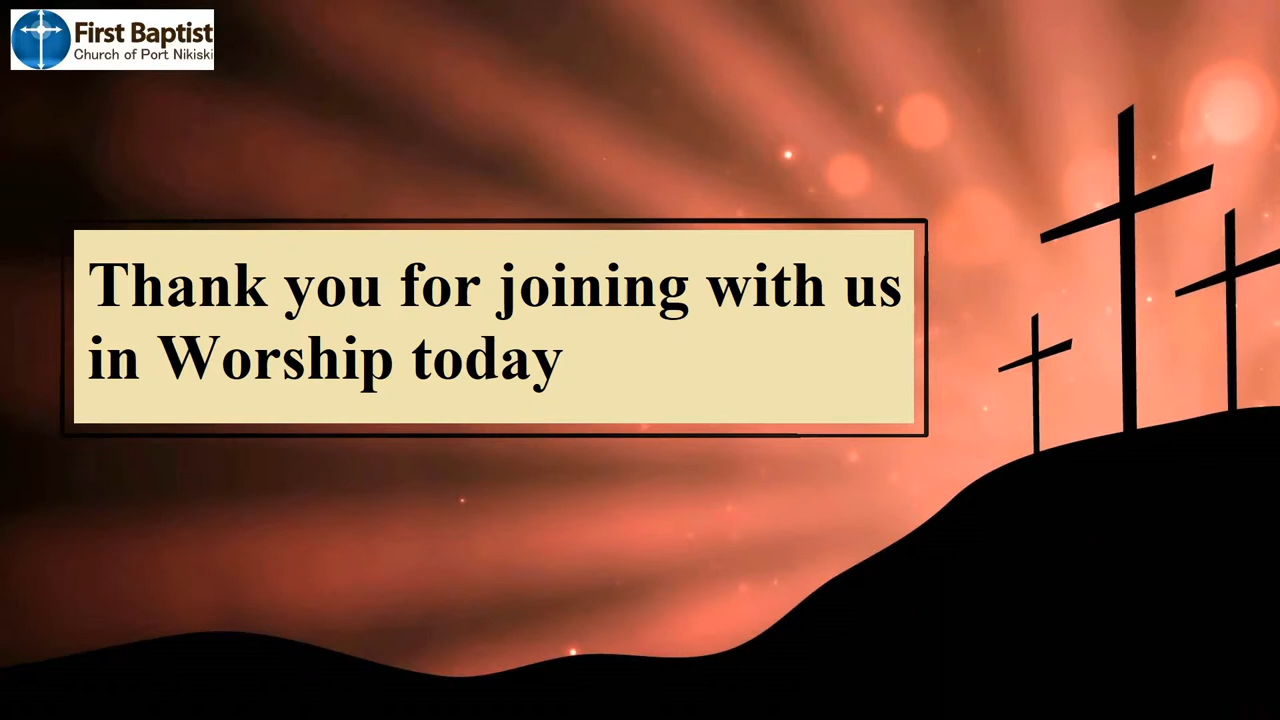 First Baptist
Church of Port Nikiski
Thank you for joining with us
in Worship today